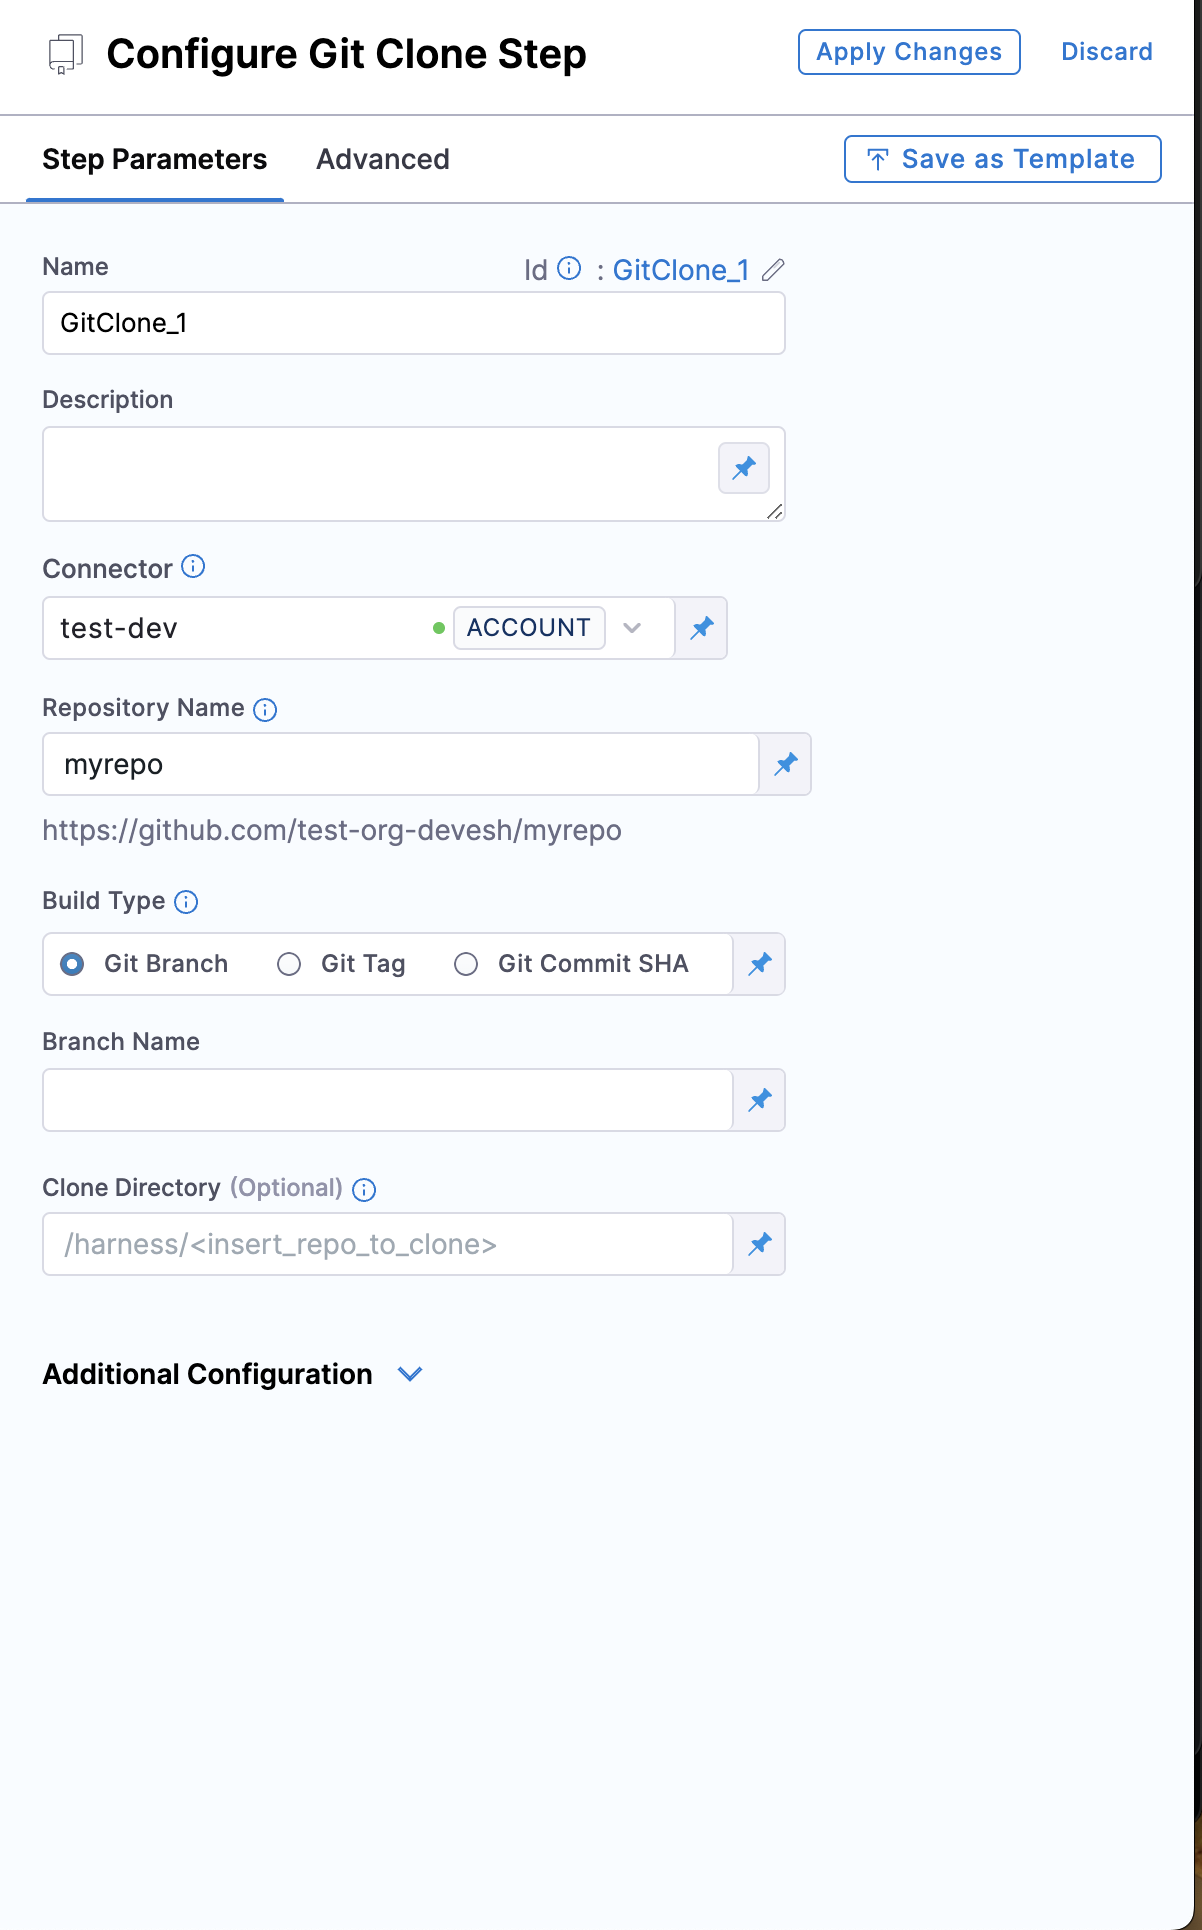 Configure Git Clone Step
Apply Changes
Discard
Step Parameters
Advanced
Save as Template
Name
Id : GitClone_1
GitClone_1
Description
Connector
test-dev
ACCOUNT
Repository Name
myrepo
https://github.com/test-org-devesh/myrepo
Build Type
Git Branch
Git Tag
Git Commit SHA
Branch Name
Clone Directory (Optional)
/harness/<insert_repo_to_clone>
Additional Configuration